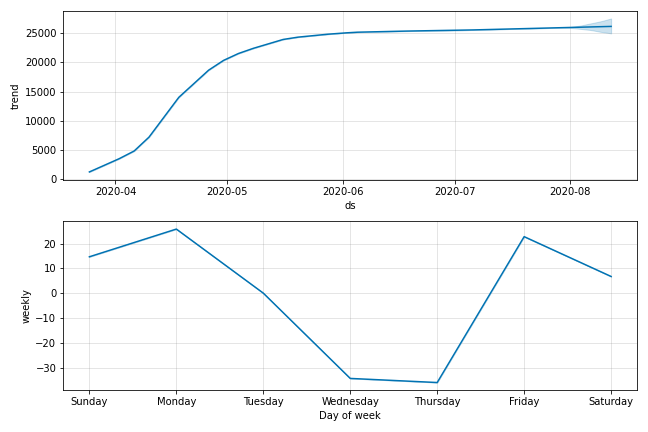 25000
20000
15000
10000
5000
0
trend
2020-04 2020-05 2020-06 2020-07 2020-08
ds
20
10
0
−10
−20
−30
weekly
Sunday Monday Tuesday Wednesday Thursday Friday Saturday
Day of week